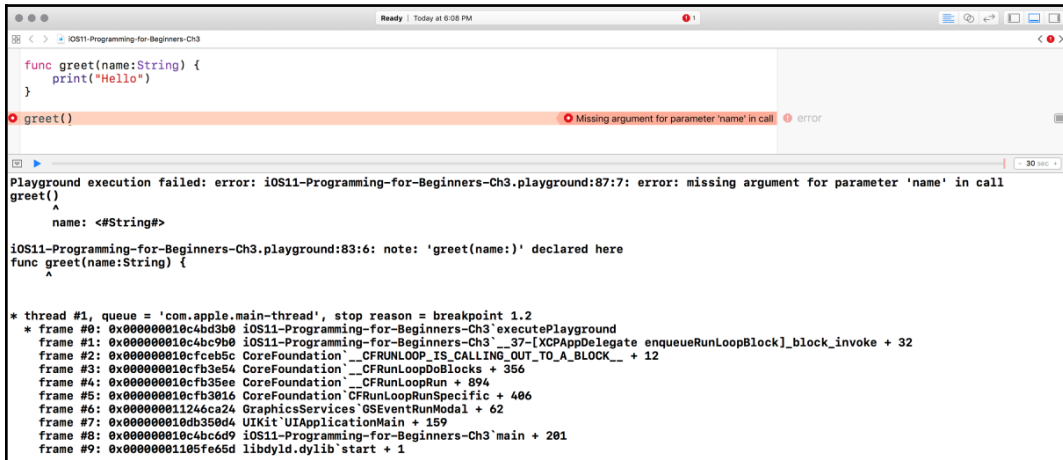 Ready | Today at 6:08 PM
1
iOS11-Programming-for-Beginners-Ch3
func greet(name:String) {
print("Hello")
}
greet()
Missing argument for parameter 'name' in call
error
- 30 sec +
Playground execution failed: error: iOS11-Programming-for-Beginners-Ch3.playground:87:7: error: missing argument for parameter 'name' in call
greet()
^
name: <#String#>
iOS11-Programming-for-Beginners-Ch3.playground:83:6: note: 'greet(name:)' declared here
func greet(name:String) {
^
* thread #1, queue = 'com.apple.main-thread', stop reason = breakpoint 1.2
* frame #0: 0x000000010c4bd3b0 iOS11-Programming-for-Beginners-Ch3`executePlayground
frame #1: 0x000000010c4bc9b0 iOS11-Programming-for-Beginners-Ch3`__37-[XCPAppDelegate enqueueRunLoopBlock]_block_invoke + 32
frame #2: 0x000000010cfceb5c CoreFoundation`__CFRUNLOOP_IS_CALLING_OUT_TO_A_BLOCK__ + 12
frame #3: 0x000000010cfb3e54 CoreFoundation`__CFRunLoopDoBlocks + 356
frame #4: 0x000000010cfb35ee CoreFoundation`__CFRunLoopRun + 894
frame #5: 0x000000010cfb3016 CoreFoundation`CFRunLoopRunSpecific + 406
frame #6: 0x000000011246ca24 GraphicsServices`GSEventRunModal + 62
frame #7: 0x000000010db350d4 UIKit`UIApplicationMain + 159
frame #8: 0x000000010c4bc6d9 iOS11-Programming-for-Beginners-Ch3`main + 201
frame #9: 0x00000001105fe65d libdyld.dylib`start + 1